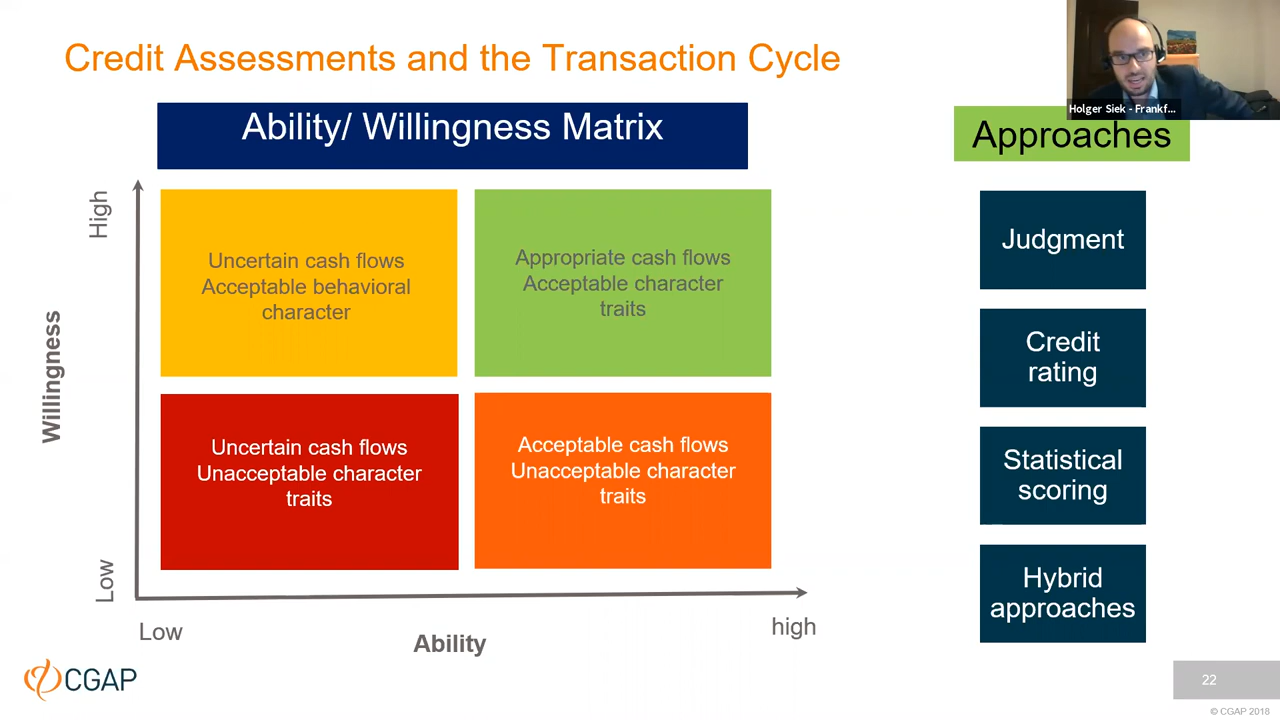 Credit Assessments and the Transaction Cycle
Holger Siek - Frankf...
Ability/ Willingness Matrix
Approaches
High
Willingness
Low
Uncertain cash flows
Acceptable behavioral
character
Appropriate cash flows
Acceptable character
traits
Uncertain cash flows
Unacceptable character
traits
Acceptable cash flows
Unacceptable character
traits
Low
Ability
high
Judgment
Credit
rating
Statistical
scoring
Hybrid
approaches
CGAP
22
© CGAP 2018